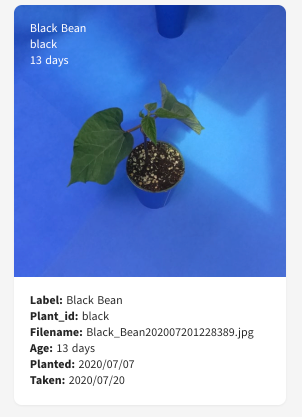 Black Bean
black
13 days
Label: Black Bean
Plant_id: black
Filename: Black_Bean202007201228389.jpg
Age: 13 days
Planted: 2020/07/07
Taken: 2020/07/20